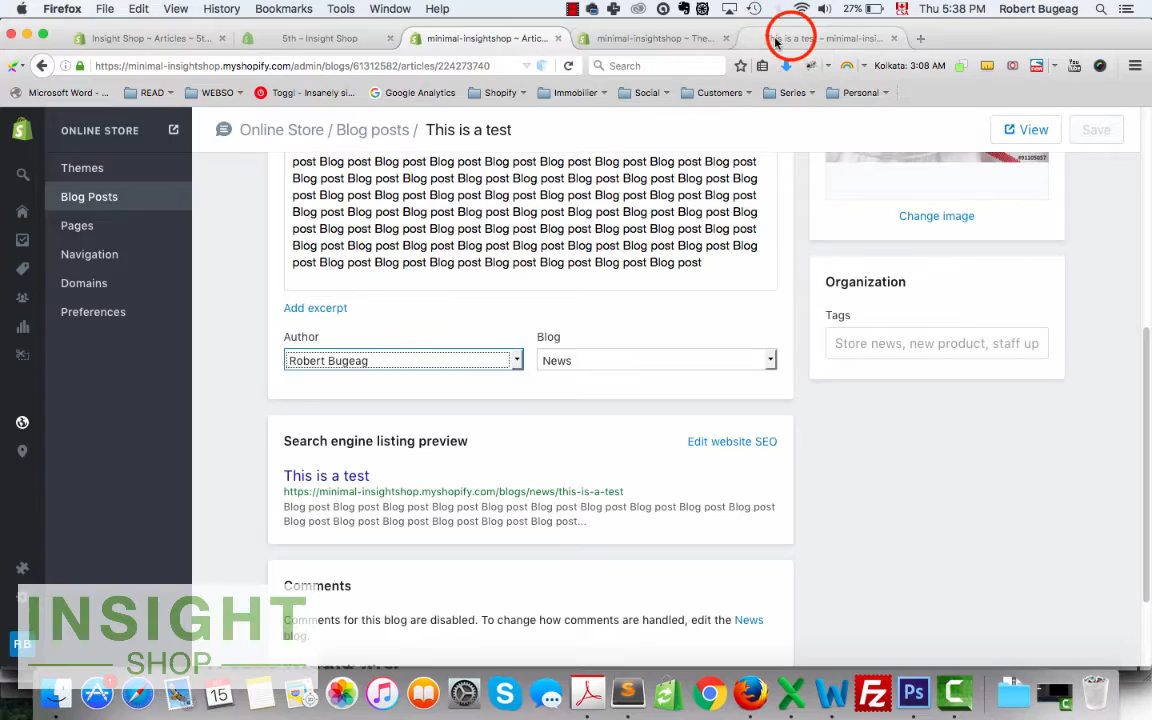 Firefox File Edit View History Bookmarks Tools Window Help 27% Thu 5:38 PM Robert Bugeag
Insight Shop ~ Articles ~ 5t... 5th – Insight Shop minimal-insightshop ~ Artic... minimal-insightshop ~ The... This is a test – minimal-insi...
https://minimal-insightshop.myshopify.com/admin/blogs/61312582/articles/224273740 Search Kolkata: 3:08 AM
Microsoft Word - ... READ WEBSO Toggl - Insanely si... Google Analytics Shopify Immobilier Social Customers Series Personal
ONLINE STORE Online Store / Blog posts / This is a test View Save
Themes
Blog Posts
Pages
Navigation
Domains
Preferences
post Blog post Blog post Blog post Blog post Blog post Blog post Blog post Blog
post Blog post Blog post Blog post Blog post Blog post Blog post Blog post Blog
post Blog post Blog post Blog post Blog post Blog post Blog post Blog post Blog
post Blog post Blog post Blog post Blog post Blog post Blog post Blog post Blog
post Blog post Blog post Blog post Blog post Blog post Blog post Blog post Blog
post Blog post Blog post Blog post Blog post Blog post Blog post Blog post Blog
post Blog post Blog post Blog post Blog post Blog post Blog post Blog post
Add excerpt
Author Blog
Robert Bugeag News
Search engine listing preview Edit website SEO
This is a test
https://minimal-insightshop.myshopify.com/blogs/news/this-is-a-test
Blog post Blog post Blog post Blog post Blog post Blog post Blog post Blog post Blog post
Blog post Blog post Blog post Blog post Blog post Blog post...
Comments
Comments for this blog are disabled. To change how comments are handled, edit the News
blog.
#91105057
Change image
Organization
Tags
Store news, new product, staff up
RB
INSIGHT
SHOP
15